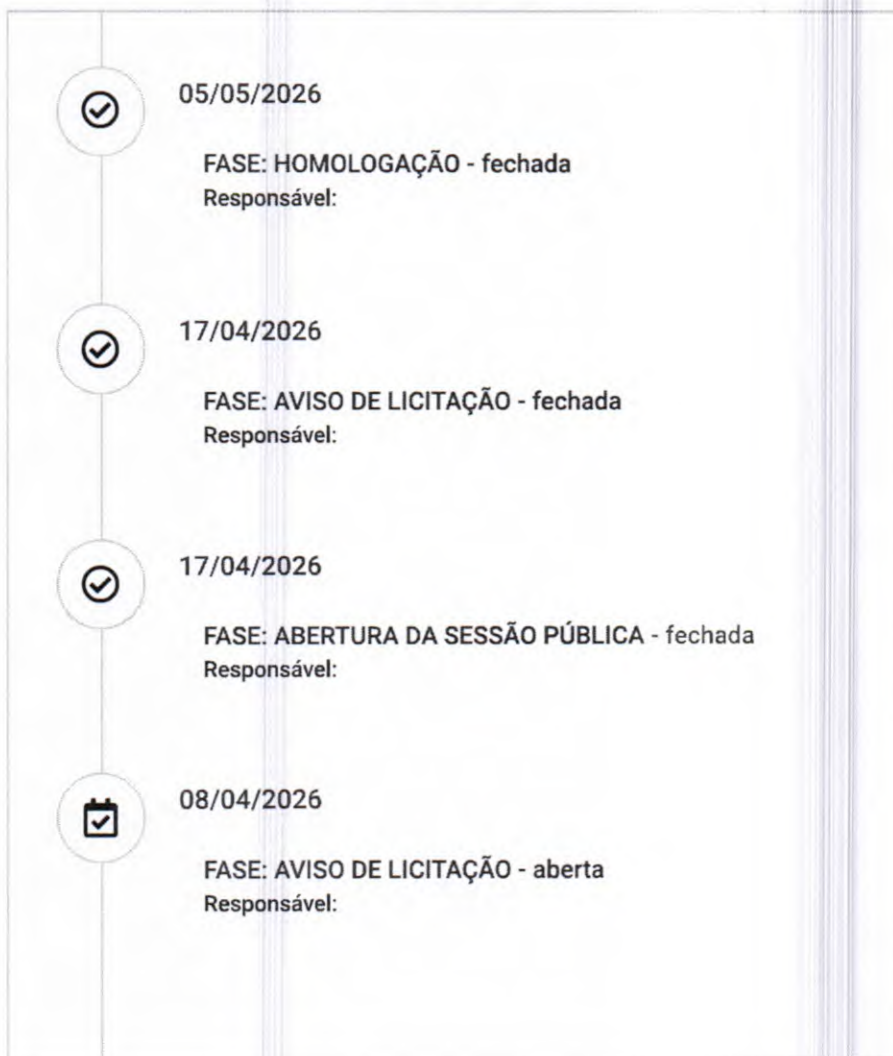 05/05/2026
FASE: HOMOLOGAÇÃO - fechada
Responsável:
17/04/2026
FASE: AVISO DE LICITAÇÃO - fechada
Responsável:
17/04/2026
FASE: ABERTURA DA SESSÃO PÚBLICA - fechada
Responsável:
08/04/2026
FASE: AVISO DE LICITAÇÃO - aberta
Responsável: